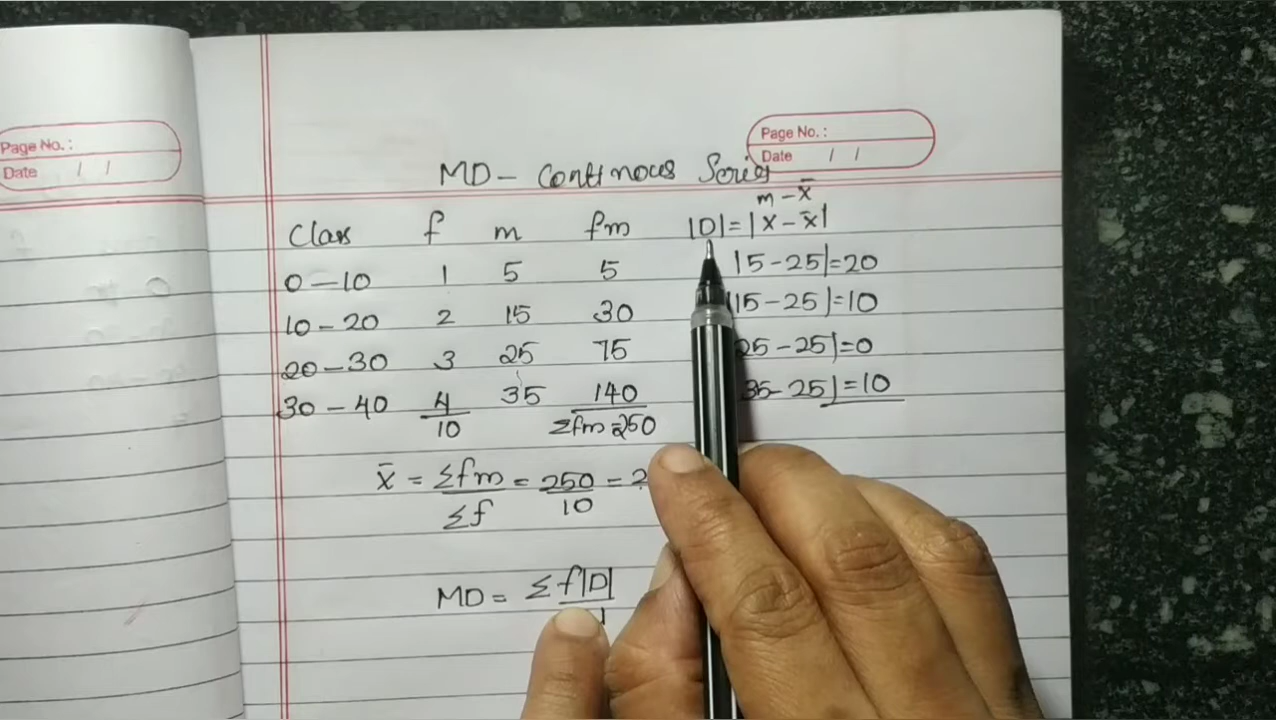 Page No. :
Date / /
Page No. :
Date / /
MD - Continous Series
m - x̄
Class f m fm |D| = |x - x̄|
0 - 10 1 5 5 |5 - 25| = 20
10 - 20 2 15 30 |15 - 25| = 10
20 - 30 3 25 75 25 - 25| = 0
30 - 40 4 35 140 35 - 25| = 10
10 Σfm = 250
x̄ = Σfm / Σf = 250 / 10 = 2
MD = Σf|D|